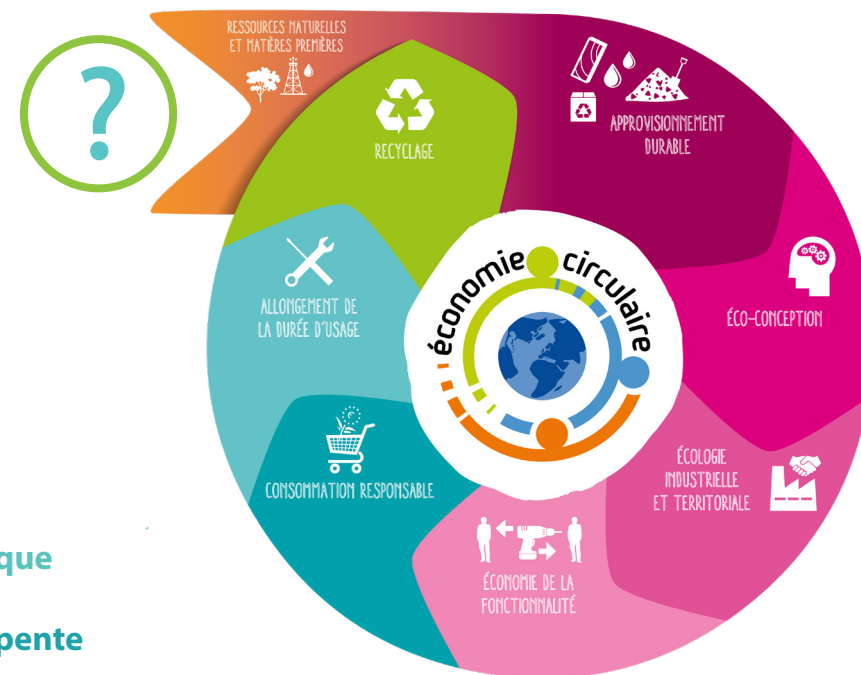 ?
RESSOURCES NATURELLES
ET MATIÈRES PREMIÈRES
RECYCLAGE
APPROVISIONNEMENT
DURABLE
ÉCO-CONCEPTION
ÉCOLOGIE
INDUSTRIELLE
ET TERRITORIALE
ÉCONOMIE DE LA
FONCTIONNALITÉ
CONSOMMATION RESPONSABLE
ALLONGEMENT DE
LA DURÉE D'USAGE
économie circulaire
que
pente